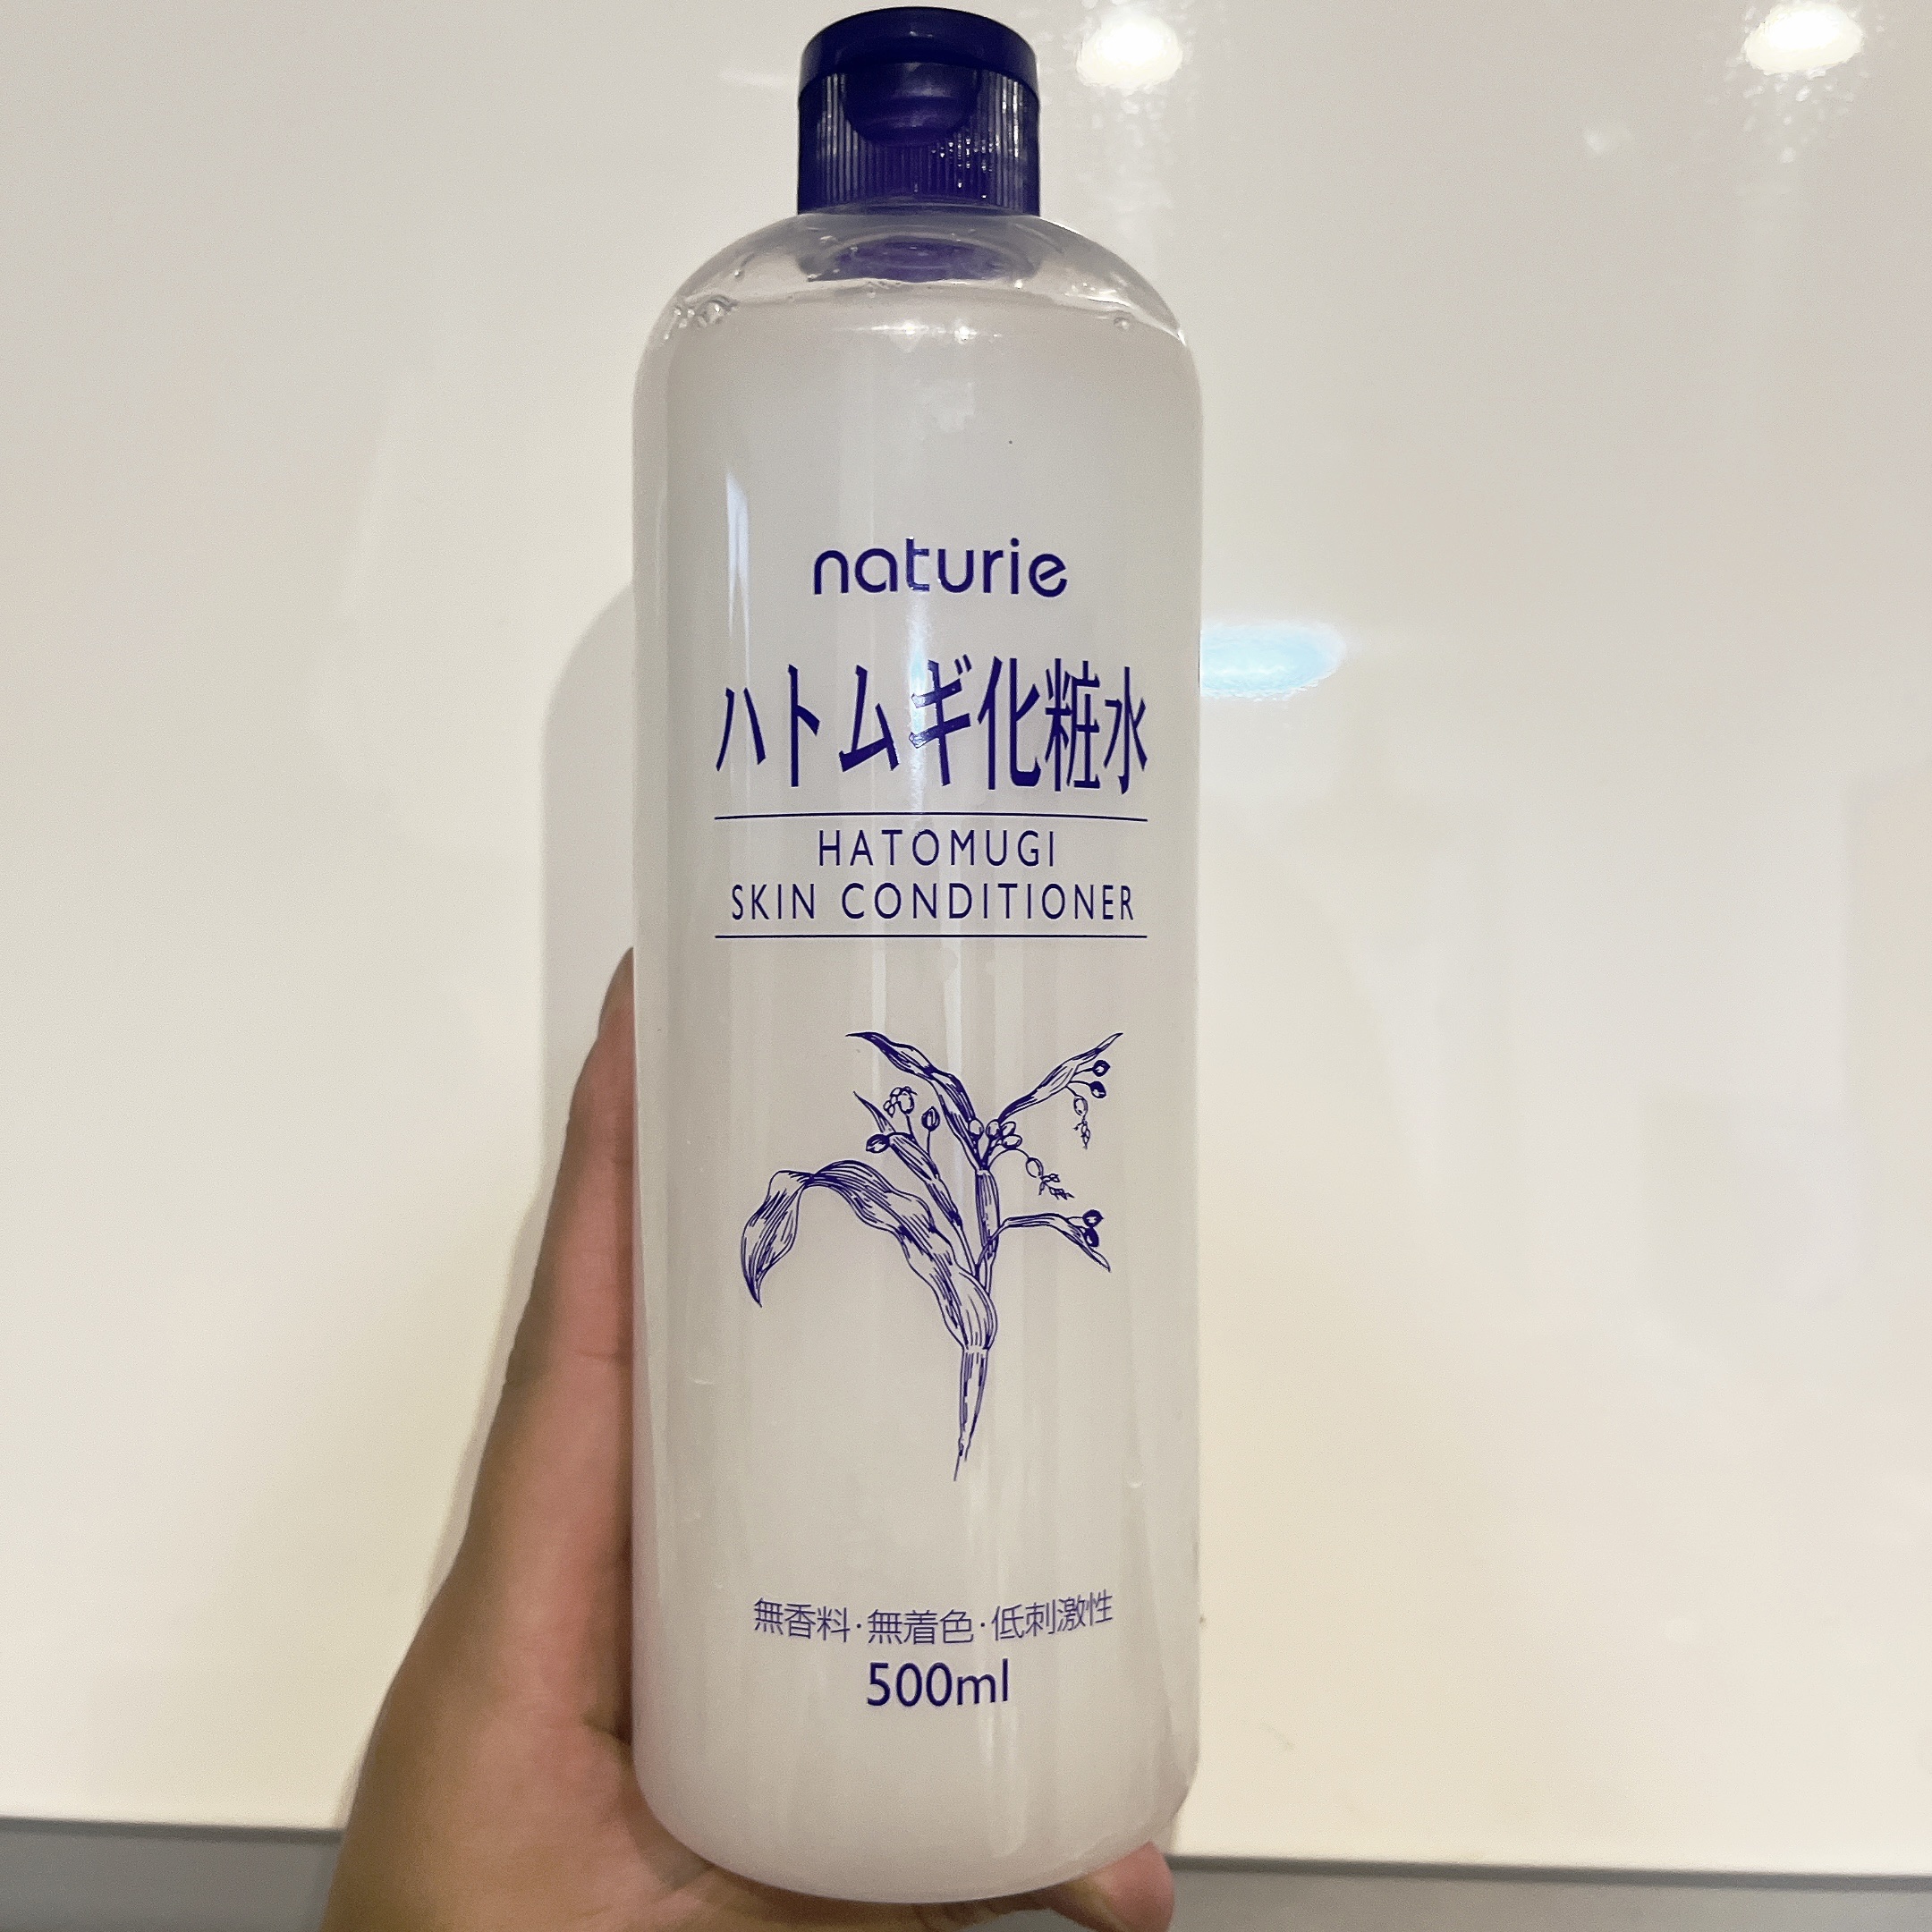 naturie
ハトムギ化粧水
HATOMUGI
SKIN CONDITIONER
無香料・無着色・低刺激性
500ml